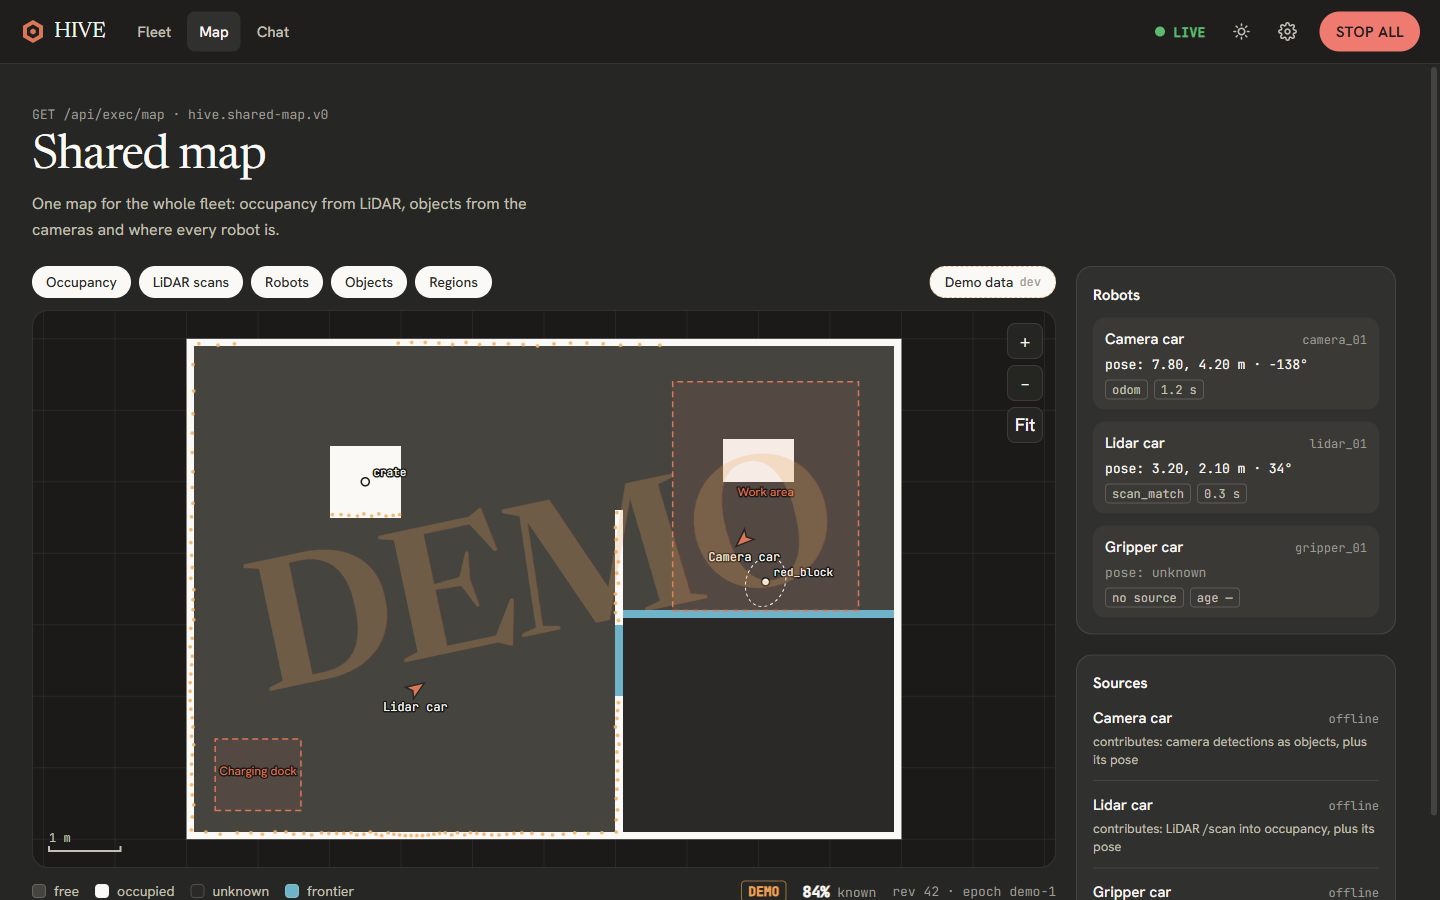 HIVE
Fleet
Map
Chat
LIVE
STOP ALL
GET /api/exec/map · hive.shared-map.v0
Shared map
One map for the whole fleet: occupancy from LiDAR, objects from the
cameras and where every robot is.
Occupancy
LiDAR scans
Robots
Objects
Regions
Demo data dev
+
−
Fit
crate
Work area
Camera car
red_block
DEMO
Lidar car
Charging dock
1 m
free
occupied
unknown
frontier
DEMO
84% known
rev 42 · epoch demo-1
Robots
Camera car
camera_01
pose: 7.80, 4.20 m · -138°
odom
1.2 s
Lidar car
lidar_01
pose: 3.20, 2.10 m · 34°
scan_match
0.3 s
Gripper car
gripper_01
pose: unknown
no source
age —
Sources
Camera car
offline
contributes: camera detections as objects, plus
its pose
Lidar car
offline
contributes: LiDAR /scan into occupancy, plus its
pose
Gripper car
offline